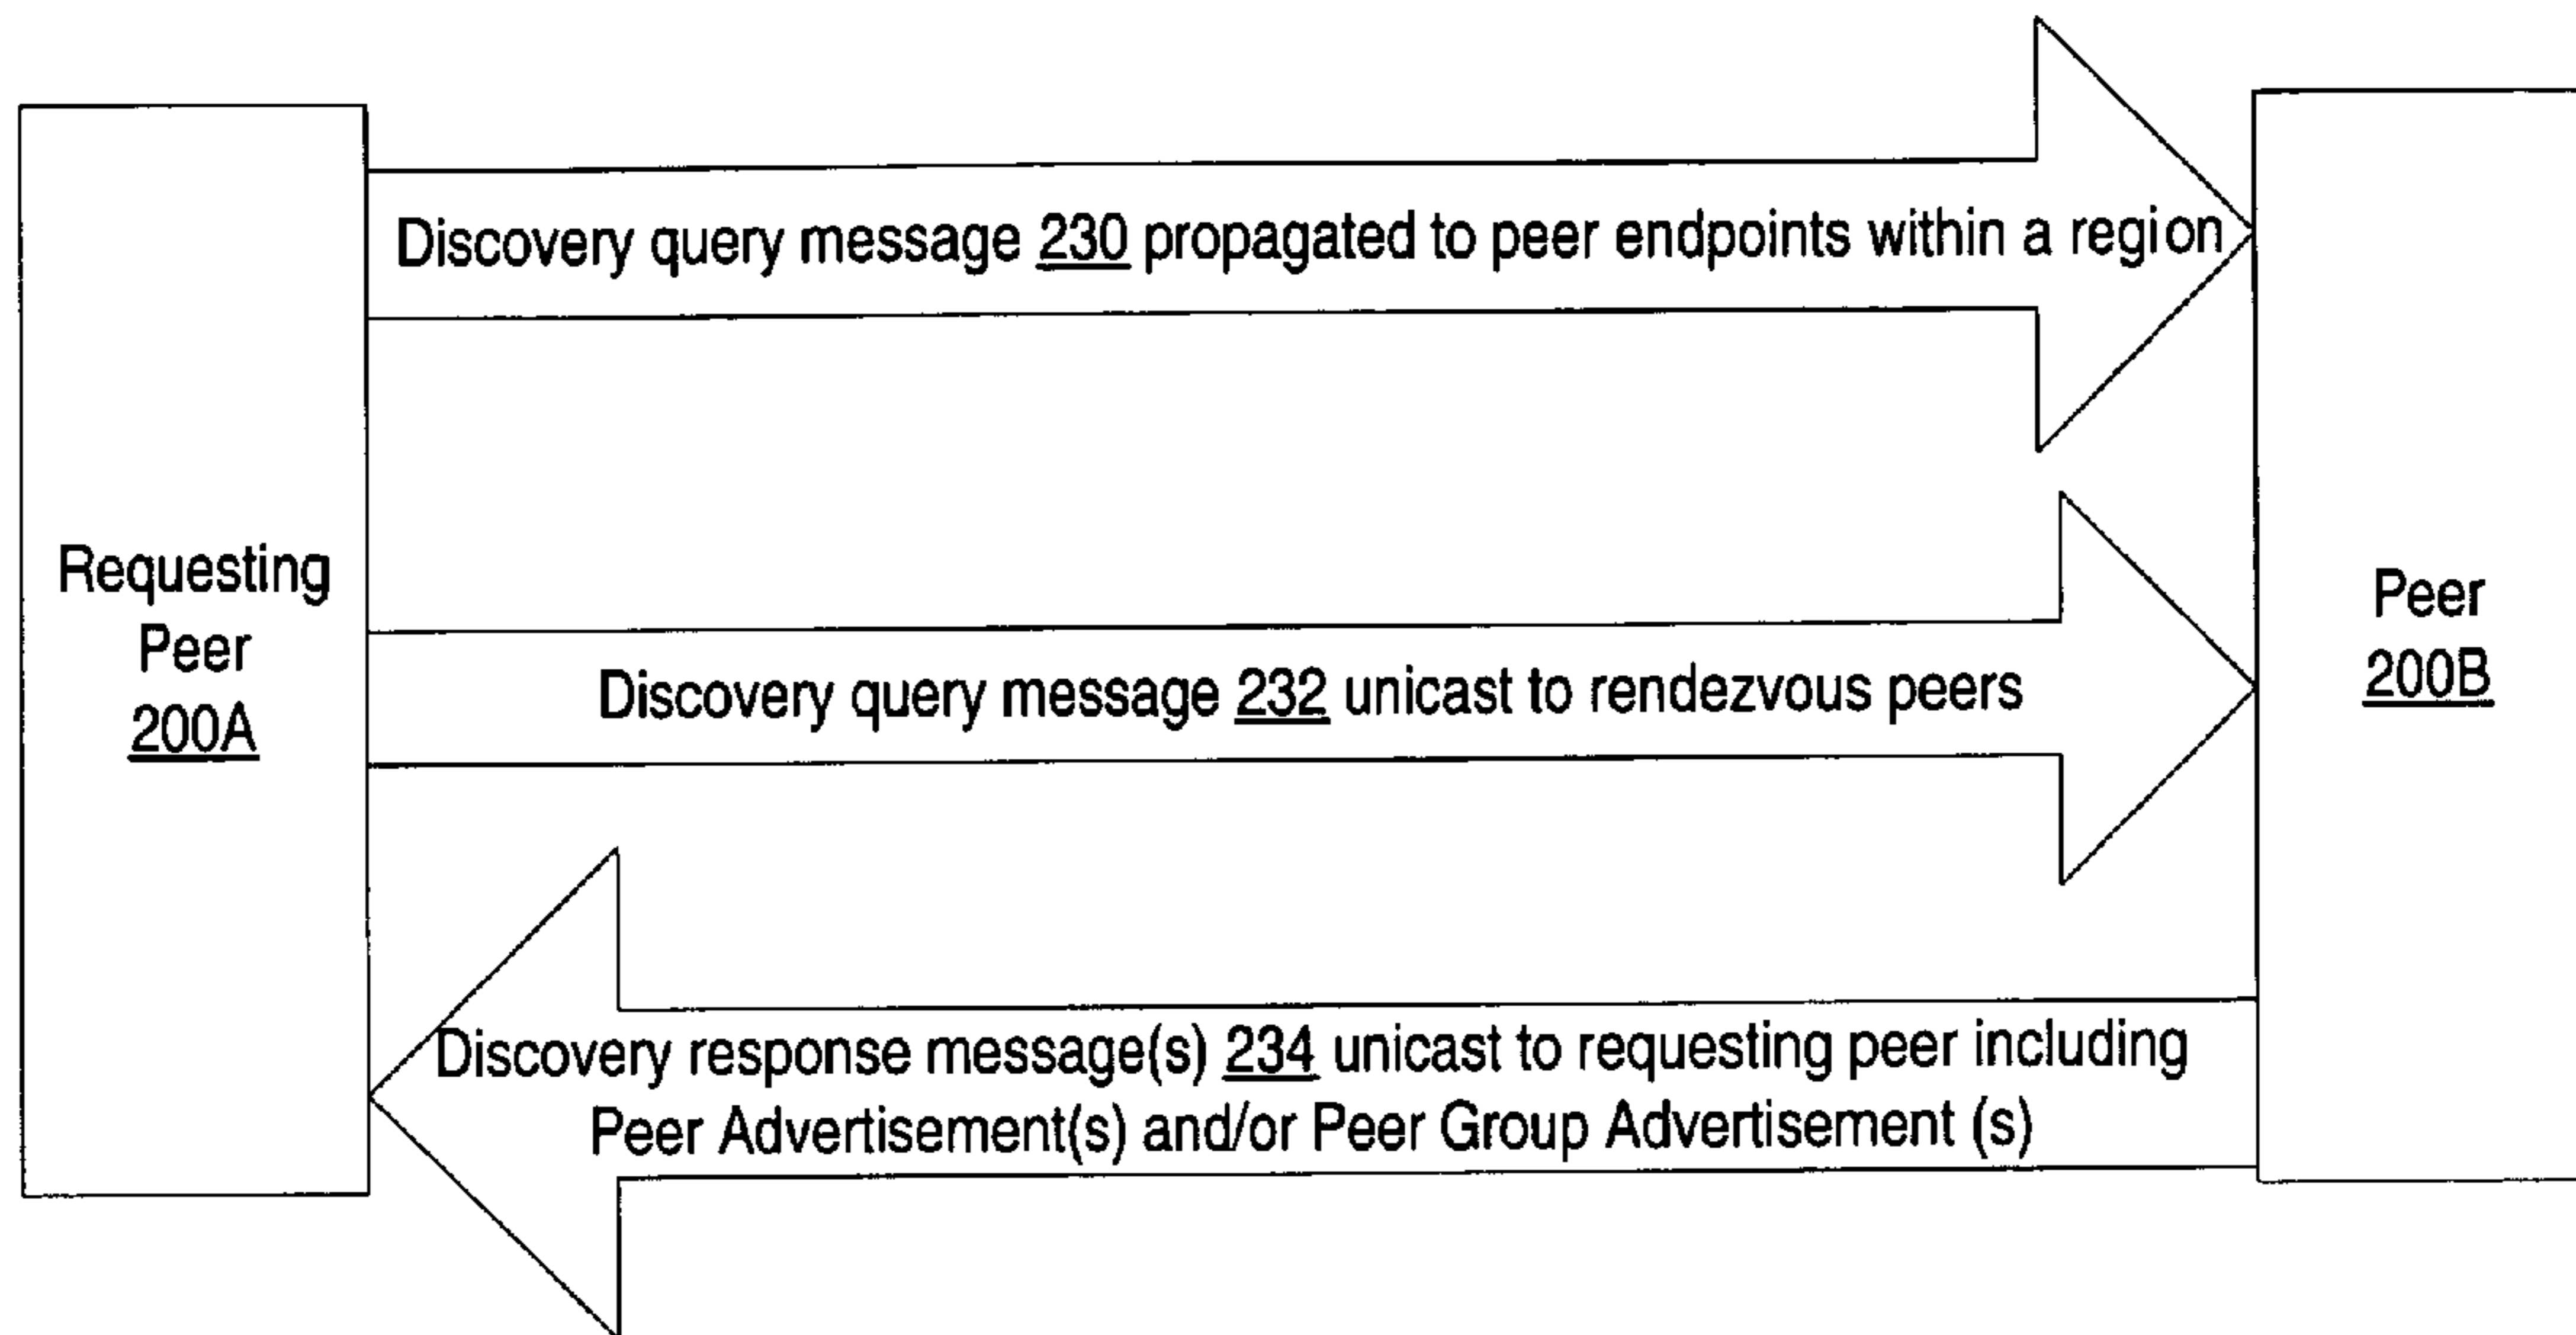 Discovery query message 230 propagated to peer endpoints within a region
Requesting
Peer
200A
Peer
200B
Discovery query message 232 unicast to rendezvous peers
Discovery response message(s) 234 unicast to requesting peer including
Peer Advertisement(s) and/or Peer Group Advertisement (s)